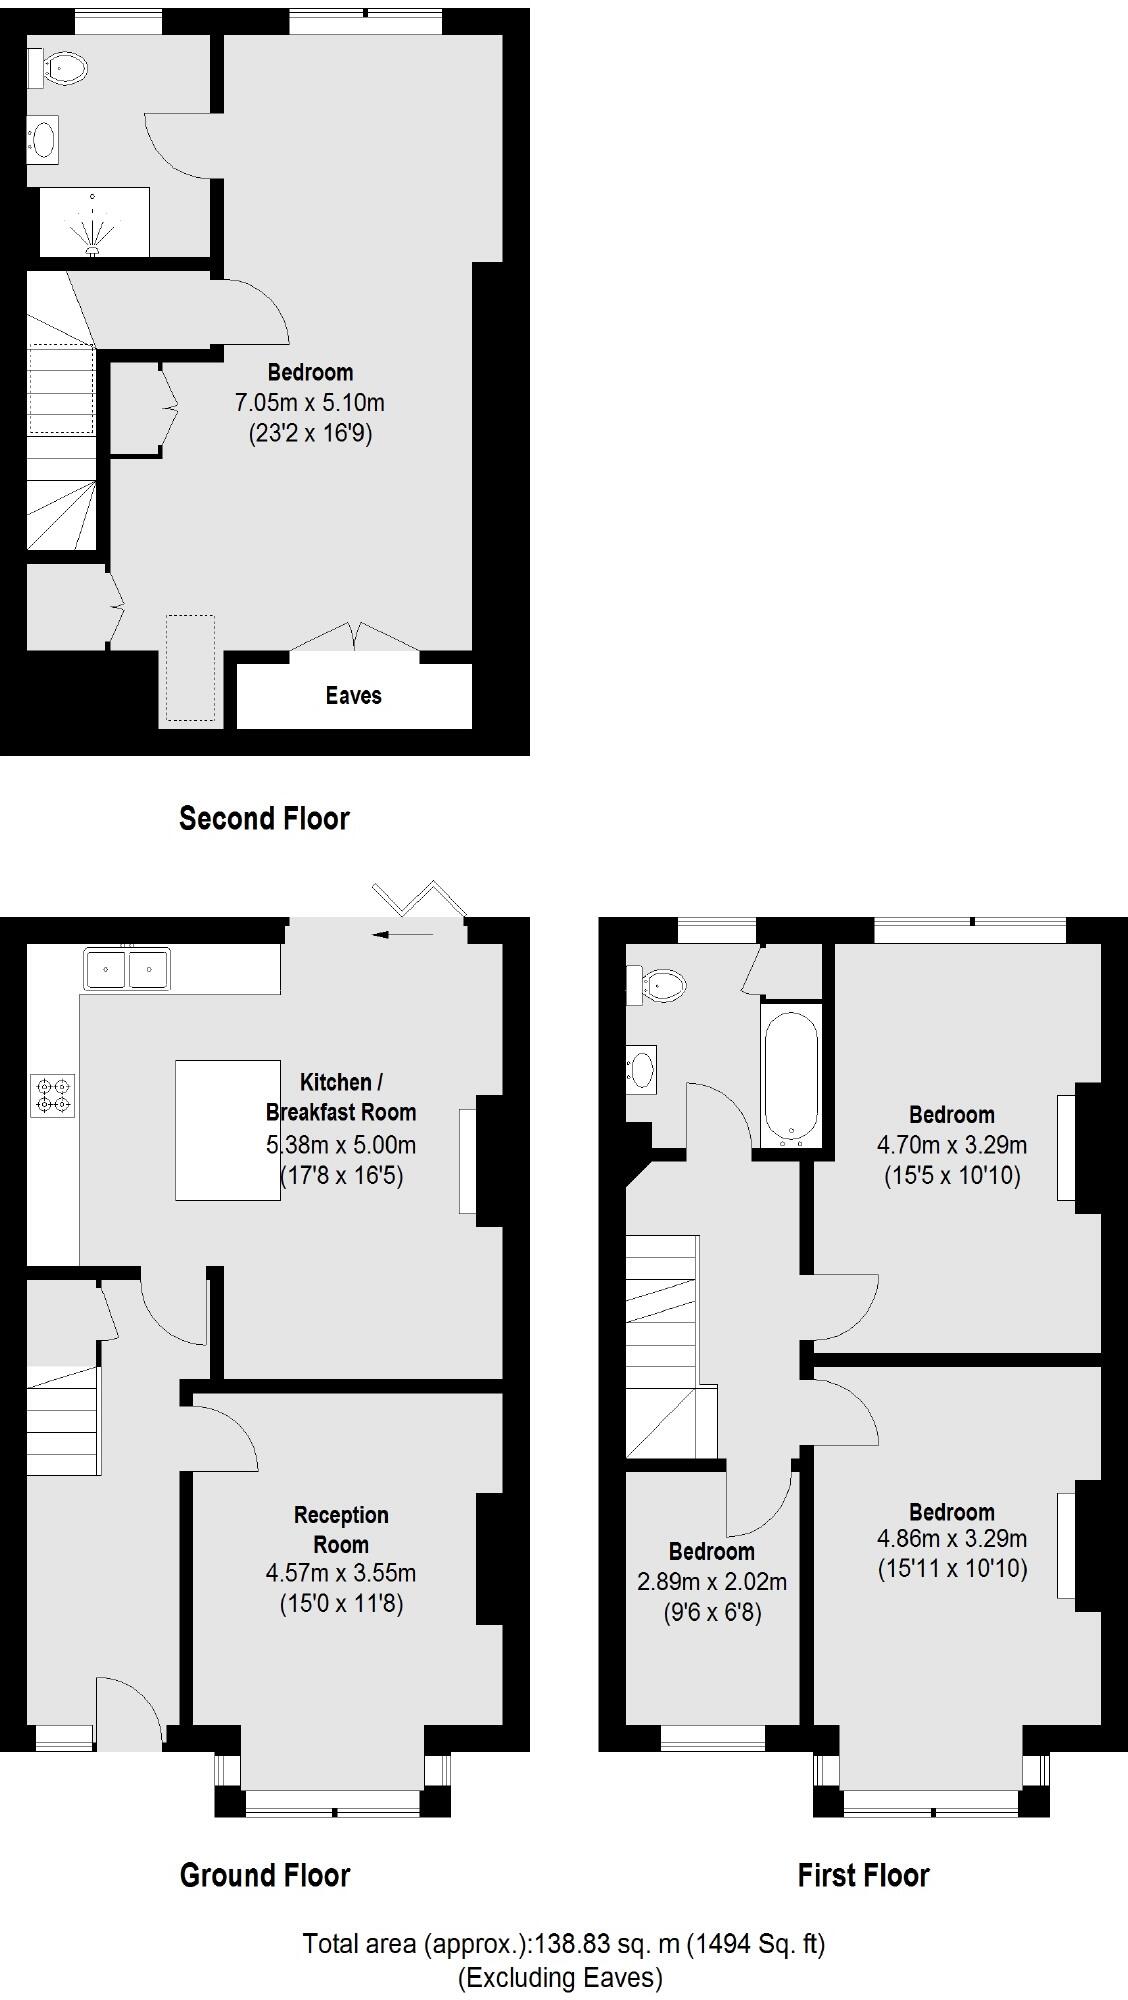 Bedroom
7.05m x 5.10m
(23'2 x 16'9)
Eaves
Second Floor
Kitchen /
Breakfast Room
5.38m x 5.00m
(17'8 x 16'5)
Reception
Room
4.57m x 3.55m
(15'0 x 11'8)
Ground Floor
Bedroom
4.70m x 3.29m
(15'5 x 10'10)
Bedroom
4.86m x 3.29m
(15'11 x 10'10)
Bedroom
2.89m x 2.02m
(9'6 x 6'8)
First Floor
Total area (approx.):138.83 sq. m (1494 Sq. ft)
(Excluding Eaves)